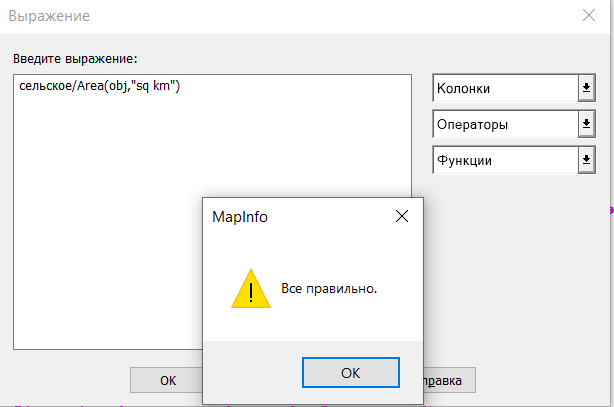 Выражение
Введите выражение:
сельское/Area(obj,"sq km")
Колонки
Операторы
Функции
MapInfo
Все правильно.
OK
OK
правка